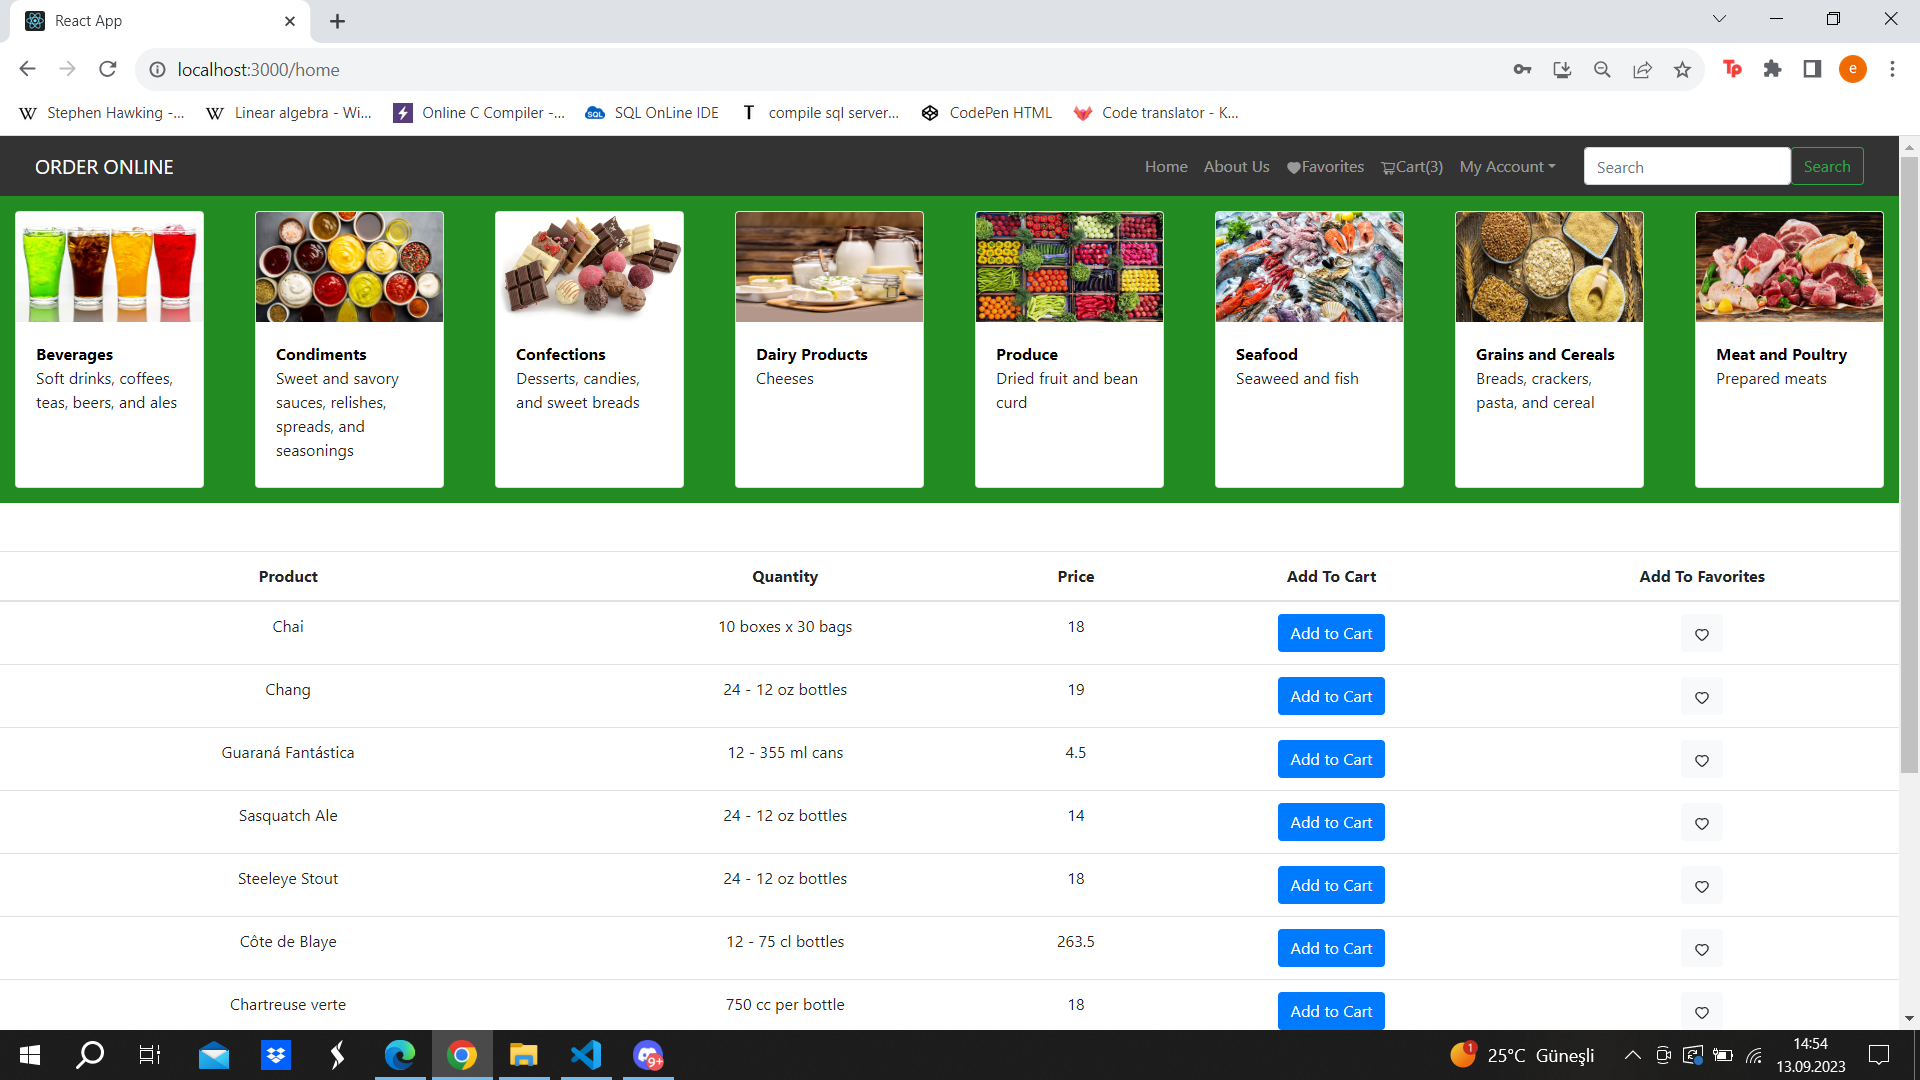 React App
localhost:3000/home
Tp
e
W Stephen Hawking -...
W Linear algebra - Wi...
Online C Compiler -...
SQL SQL OnLine IDE
T compile sql server...
CodePen HTML
Code translator - K...
ORDER ONLINE
Home
About Us
Favorites
Cart(3)
My Account
Search
Search
Beverages
Soft drinks, coffees,
teas, beers, and ales
Condiments
Sweet and savory
sauces, relishes,
spreads, and
seasonings
Confections
Desserts, candies,
and sweet breads
Dairy Products
Cheeses
Produce
Dried fruit and bean
curd
Seafood
Seaweed and fish
Grains and Cereals
Breads, crackers,
pasta, and cereal
Meat and Poultry
Prepared meats
Product Quantity Price Add To Cart Add To Favorites
Chai 10 boxes x 30 bags 18 Add to Cart
Chang 24 - 12 oz bottles 19 Add to Cart
Guaraná Fantástica 12 - 355 ml cans 4.5 Add to Cart
Sasquatch Ale 24 - 12 oz bottles 14 Add to Cart
Steeleye Stout 24 - 12 oz bottles 18 Add to Cart
Côte de Blaye 12 - 75 cl bottles 263.5 Add to Cart
Chartreuse verte 750 cc per bottle 18 Add to Cart
9+
1
25°C Güneşli
14:54
13.09.2023